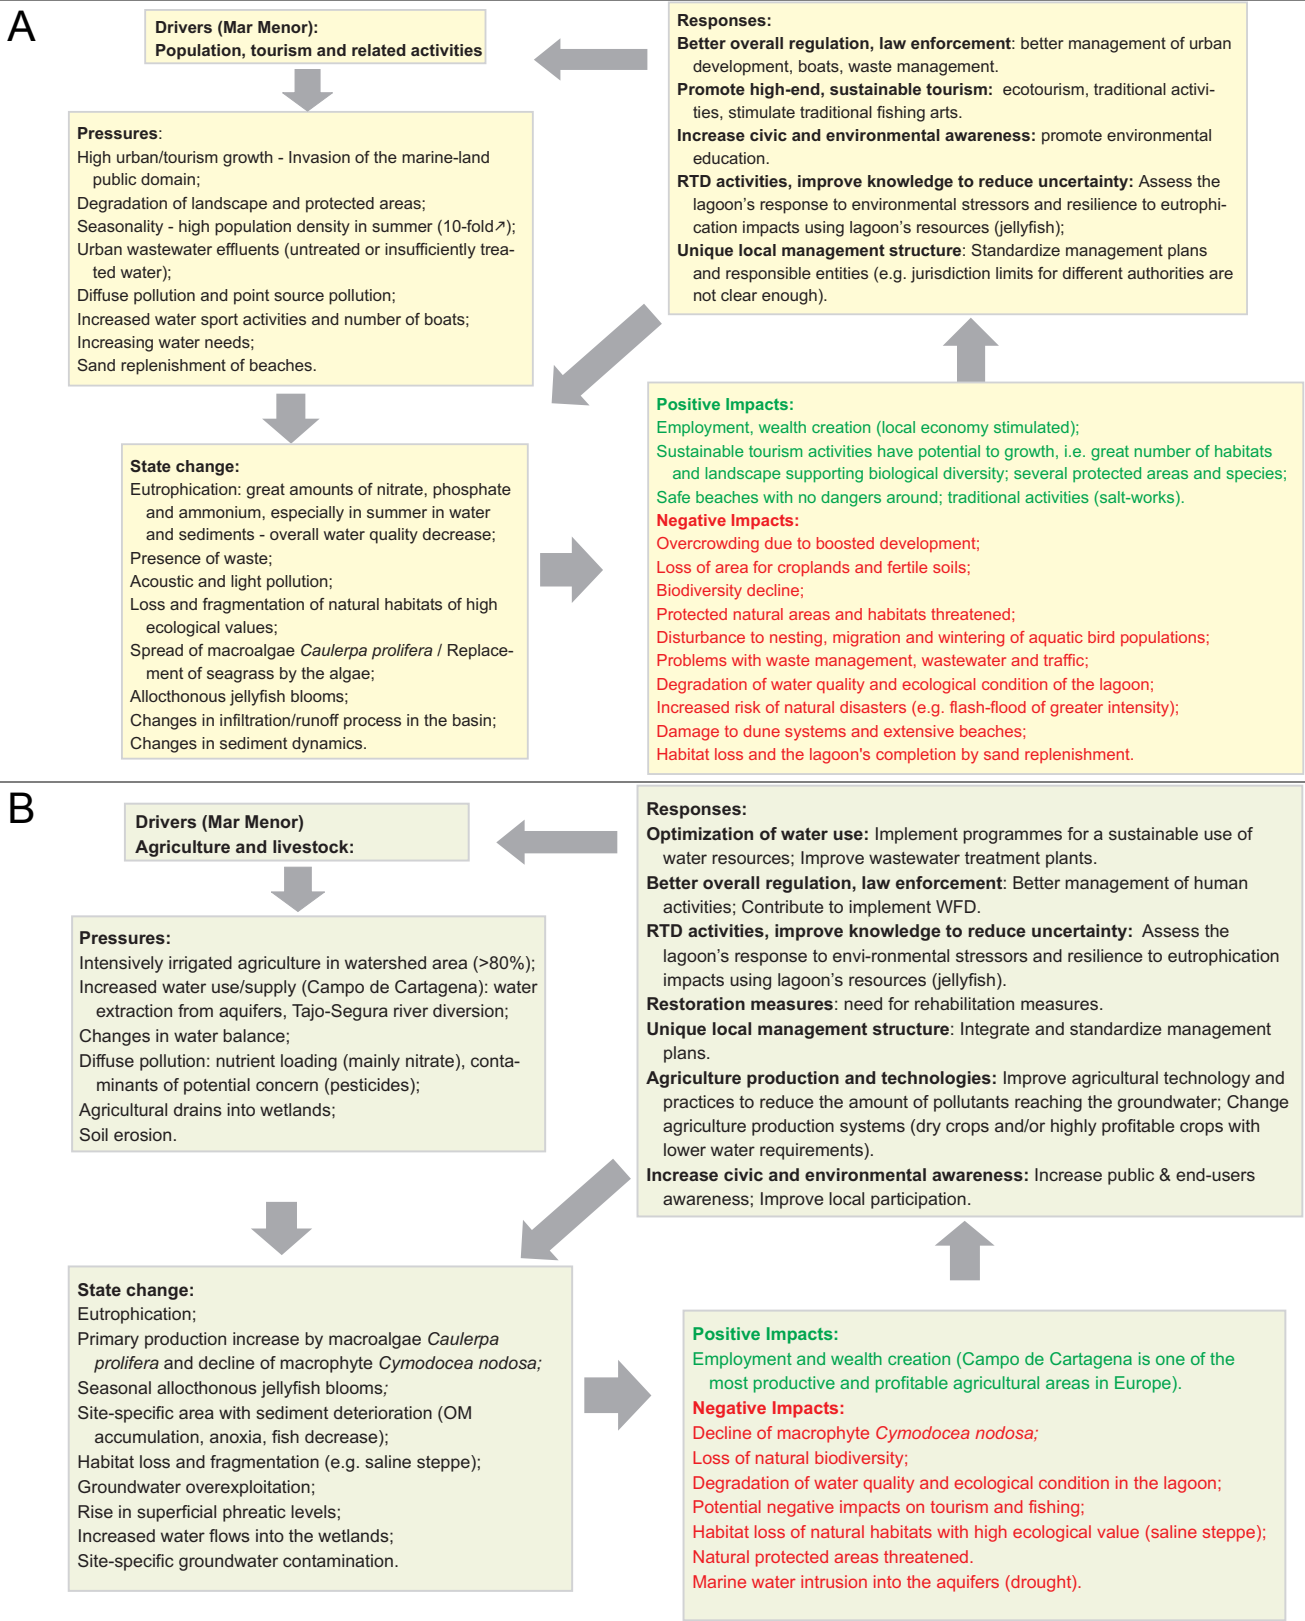 A
Drivers (Mar Menor):
Population, tourism and related activities
Pressures:
High urban/tourism growth - Invasion of the marine-land
public domain;
Degradation of landscape and protected areas;
Seasonality - high population density in summer (10-fold↗);
Urban wastewater effluents (untreated or insufficiently trea-
ted water);
Diffuse pollution and point source pollution;
Increased water sport activities and number of boats;
Increasing water needs;
Sand replenishment of beaches.
State change:
Eutrophication: great amounts of nitrate, phosphate
and ammonium, especially in summer in water
and sediments - overall water quality decrease;
Presence of waste;
Acoustic and light pollution;
Loss and fragmentation of natural habitats of high
ecological values;
Spread of macroalgae Caulerpa prolifera / Replace-
ment of seagrass by the algae;
Allocthonous jellyfish blooms;
Changes in infiltration/runoff process in the basin;
Changes in sediment dynamics.
Responses:
Better overall regulation, law enforcement: better management of urban
development, boats, waste management.
Promote high-end, sustainable tourism: ecotourism, traditional activi-
ties, stimulate traditional fishing arts.
Increase civic and environmental awareness: promote environmental
education.
RTD activities, improve knowledge to reduce uncertainty: Assess the
lagoon's response to environmental stressors and resilience to eutrophi-
cation impacts using lagoon's resources (jellyfish);
Unique local management structure: Standardize management plans
and responsible entities (e.g. jurisdiction limits for different authorities are
not clear enough).
Positive Impacts:
Employment, wealth creation (local economy stimulated);
Sustainable tourism activities have potential to growth, i.e. great number of habitats
and landscape supporting biological diversity; several protected areas and species;
Safe beaches with no dangers around; traditional activities (salt-works).
Negative Impacts:
Overcrowding due to boosted development;
Loss of area for croplands and fertile soils;
Biodiversity decline;
Protected natural areas and habitats threatened;
Disturbance to nesting, migration and wintering of aquatic bird populations;
Problems with waste management, wastewater and traffic;
Degradation of water quality and ecological condition of the lagoon;
Increased risk of natural disasters (e.g. flash-flood of greater intensity);
Damage to dune systems and extensive beaches;
Habitat loss and the lagoon's completion by sand replenishment.
B
Drivers (Mar Menor)
Agriculture and livestock:
Pressures:
Intensively irrigated agriculture in watershed area (>80%);
Increased water use/supply (Campo de Cartagena): water
extraction from aquifers, Tajo-Segura river diversion;
Changes in water balance;
Diffuse pollution: nutrient loading (mainly nitrate), conta-
minants of potential concern (pesticides);
Agricultural drains into wetlands;
Soil erosion.
State change:
Eutrophication;
Primary production increase by macroalgae Caulerpa
prolifera and decline of macrophyte Cymodocea nodosa;
Seasonal allocthonous jellyfish blooms;
Site-specific area with sediment deterioration (OM
accumulation, anoxia, fish decrease);
Habitat loss and fragmentation (e.g. saline steppe);
Groundwater overexploitation;
Rise in superficial phreatic levels;
Increased water flows into the wetlands;
Site-specific groundwater contamination.
Responses:
Optimization of water use: Implement programmes for a sustainable use of
water resources; Improve wastewater treatment plants.
Better overall regulation, law enforcement: Better management of human
activities; Contribute to implement WFD.
RTD activities, improve knowledge to reduce uncertainty: Assess the
lagoon's response to envi-ronmental stressors and resilience to eutrophication
impacts using lagoon's resources (jellyfish).
Restoration measures: need for rehabilitation measures.
Unique local management structure: Integrate and standardize management
plans.
Agriculture production and technologies: Improve agricultural technology and
practices to reduce the amount of pollutants reaching the groundwater; Change
agriculture production systems (dry crops and/or highly profitable crops with
lower water requirements).
Increase civic and environmental awareness: Increase public & end-users
awareness; Improve local participation.
Positive Impacts:
Employment and wealth creation (Campo de Cartagena is one of the
most productive and profitable agricultural areas in Europe).
Negative Impacts:
Decline of macrophyte Cymodocea nodosa;
Loss of natural biodiversity;
Degradation of water quality and ecological condition in the lagoon;
Potential negative impacts on tourism and fishing;
Habitat loss of natural habitats with high ecological value (saline steppe);
Natural protected areas threatened.
Marine water intrusion into the aquifers (drought).